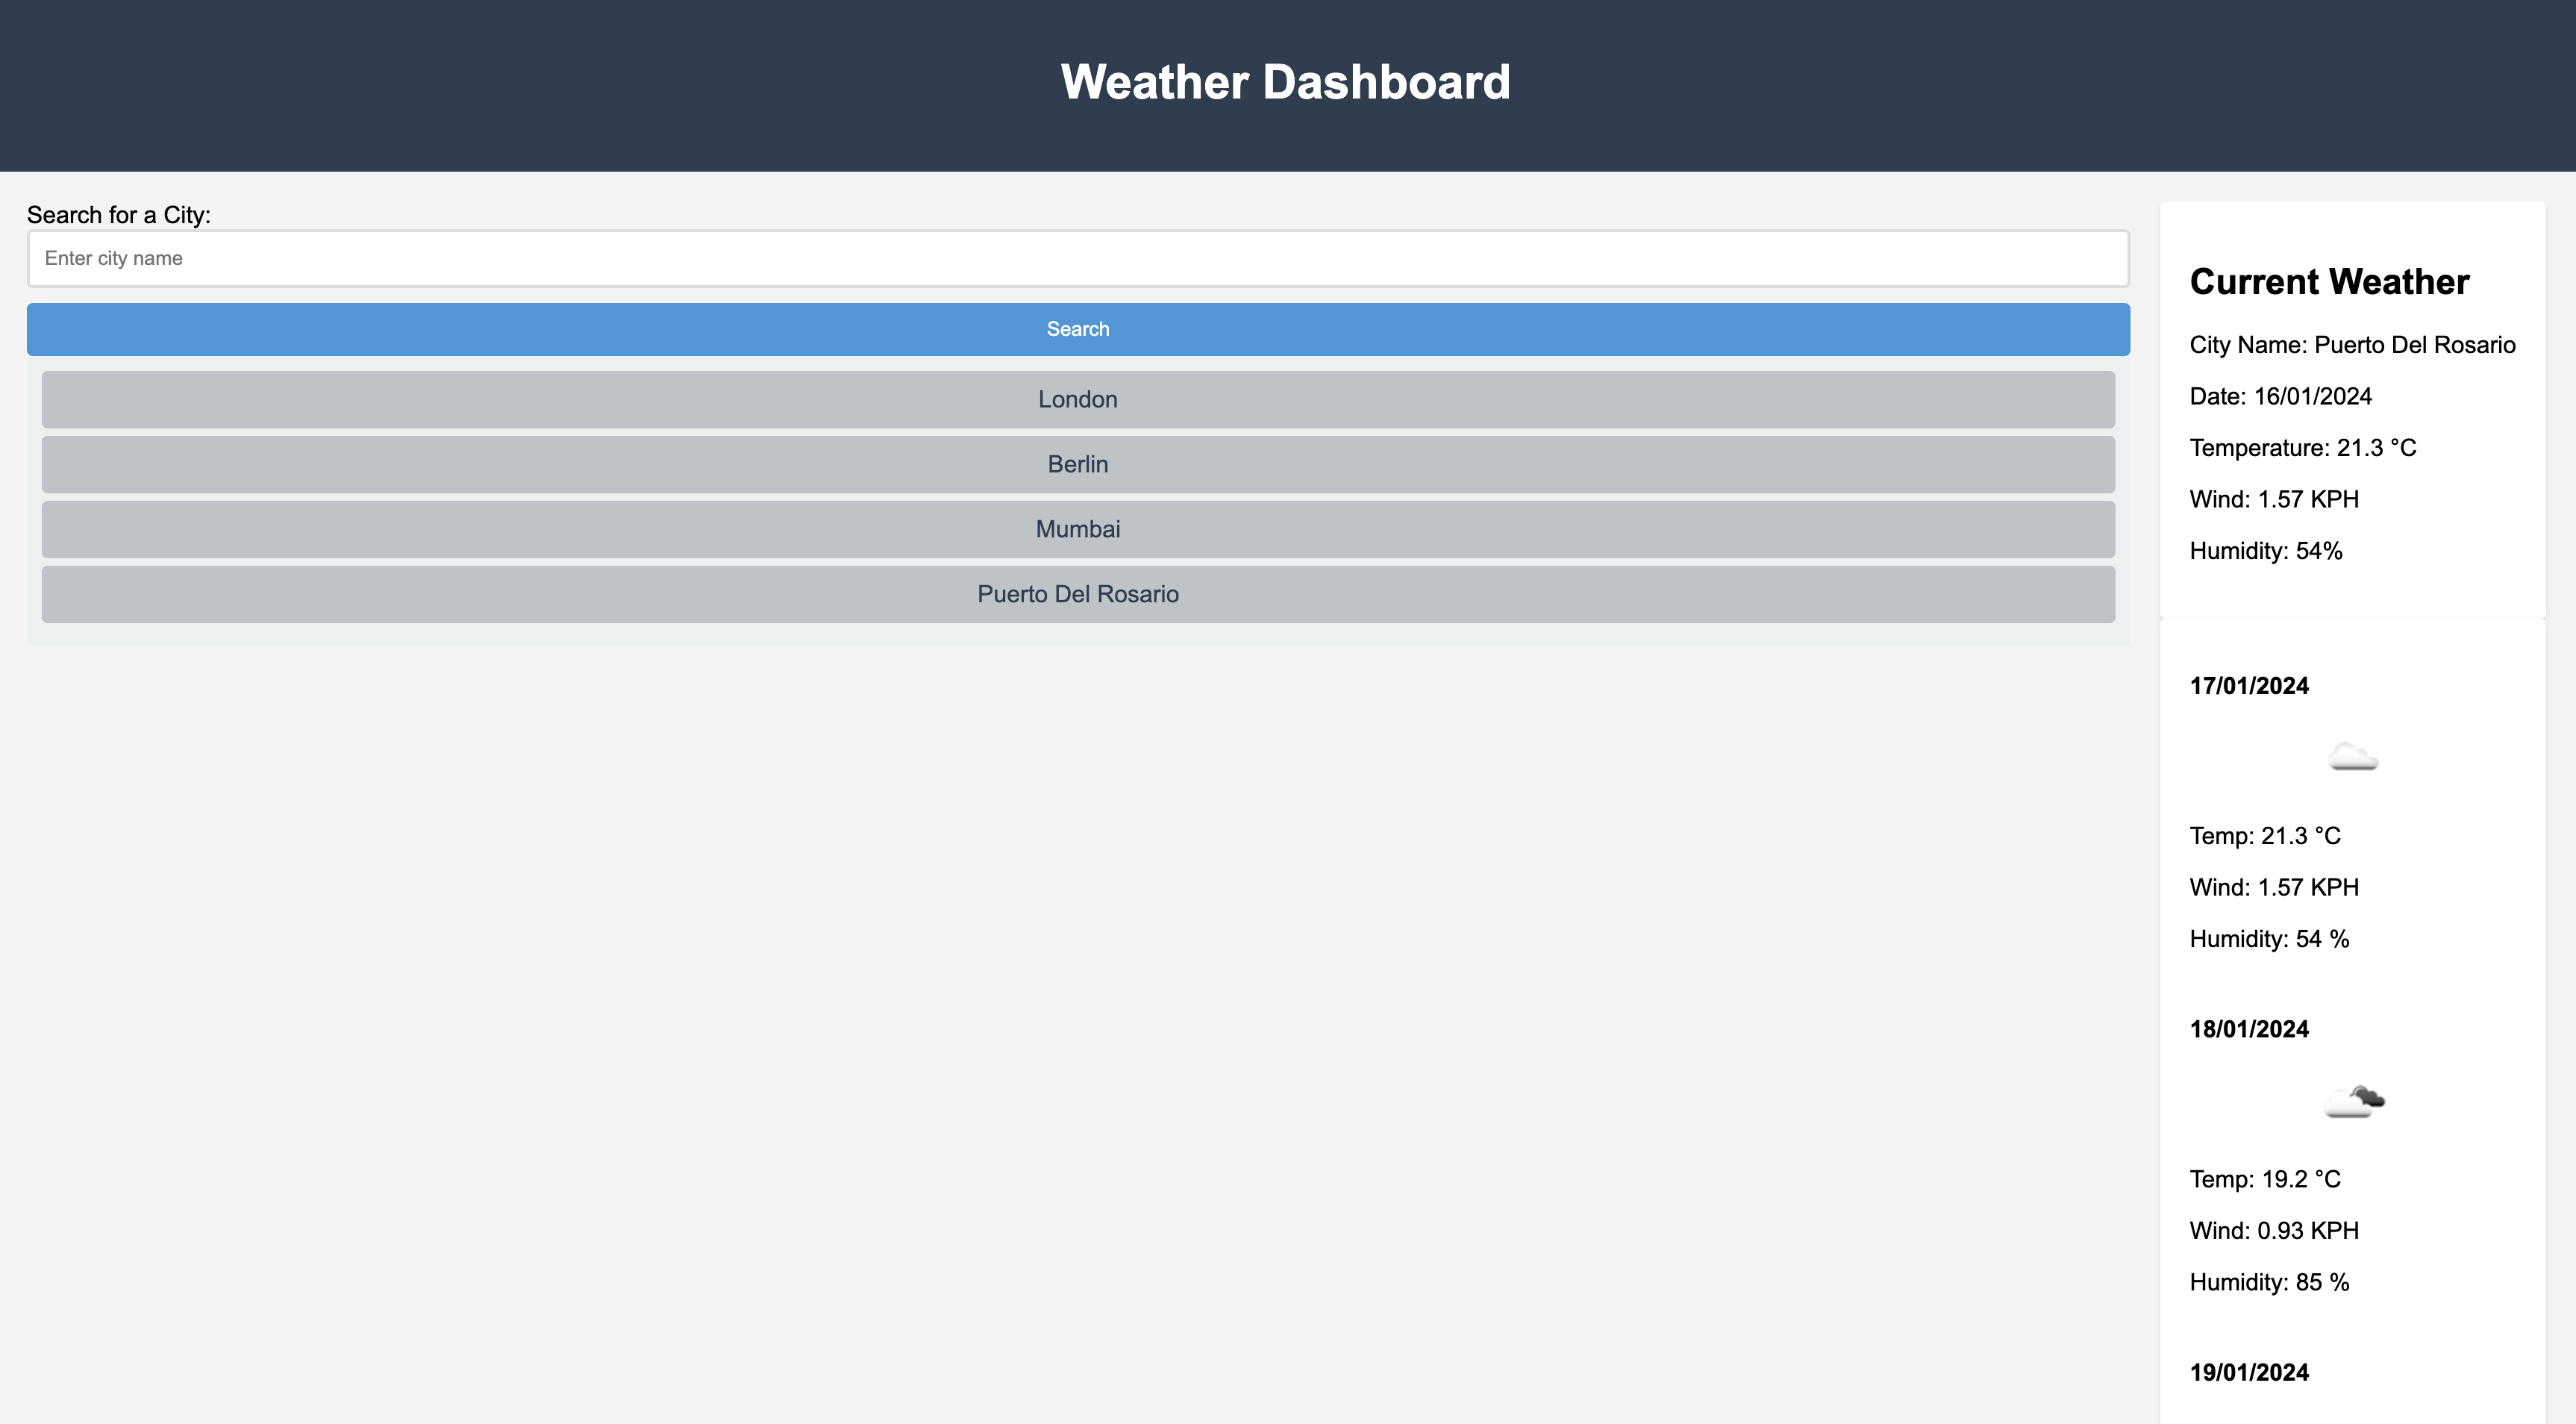 Weather Dashboard
Search for a City:
Enter city name
Search
London
Berlin
Mumbai
Puerto Del Rosario
Current Weather
City Name: Puerto Del Rosario
Date: 16/01/2024
Temperature: 21.3 °C
Wind: 1.57 KPH
Humidity: 54%
17/01/2024
Temp: 21.3 °C
Wind: 1.57 KPH
Humidity: 54 %
18/01/2024
Temp: 19.2 °C
Wind: 0.93 KPH
Humidity: 85 %
19/01/2024